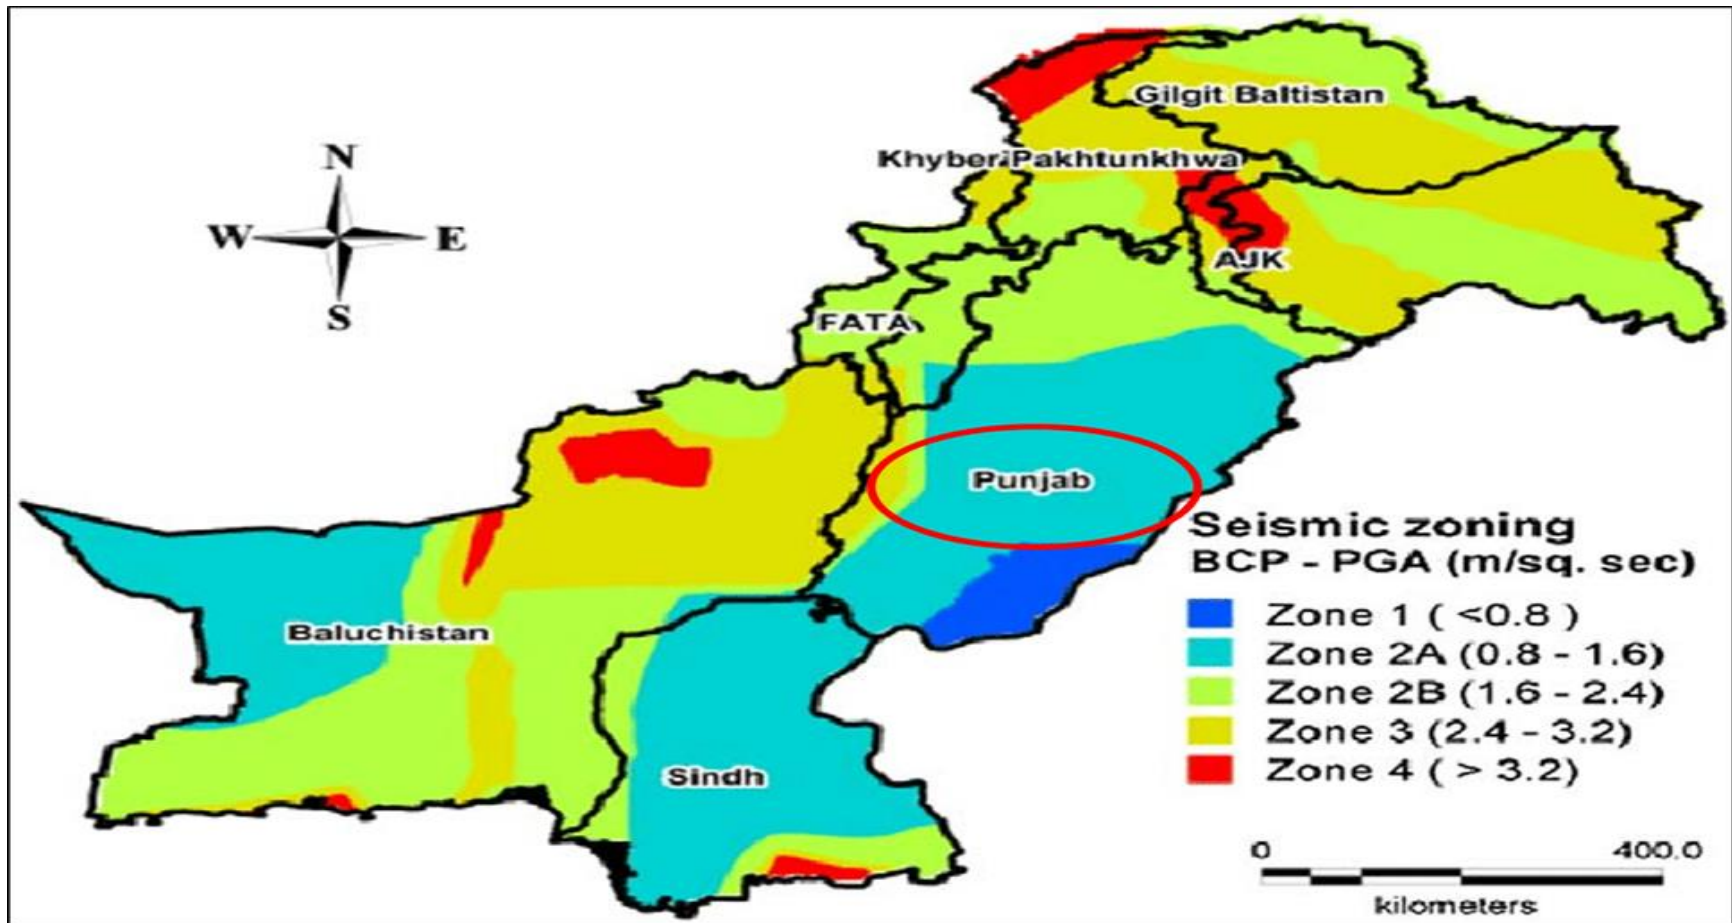 N
W E
S
Gilgit Baltistan
Khyber Pakhtunkhwa
AJK
FATA
Punjab
Baluchistan
Sindh
Seismic zoning
BCP - PGA (m/sq. sec)
Zone 1 ( <0.8 )
Zone 2A (0.8 - 1.6)
Zone 2B (1.6 - 2.4)
Zone 3 (2.4 - 3.2)
Zone 4 ( > 3.2)
0 400.0
kilometers